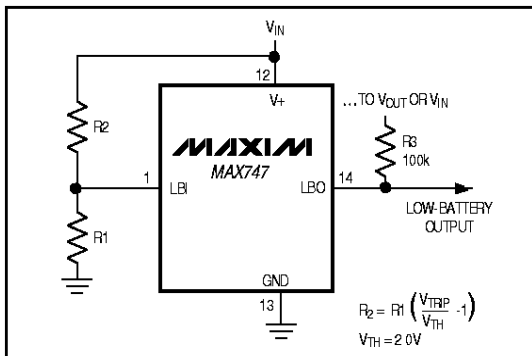 VIN
12
V+
...TO VOUT OR VIN
R2
R3
100k
MAXIM
MAX747
1
LBI
LBO
14
LOW-BATTERY
OUTPUT
R1
GND
13
R2 = R1 (VTRIP/VTH -1)
VTH = 2.0V